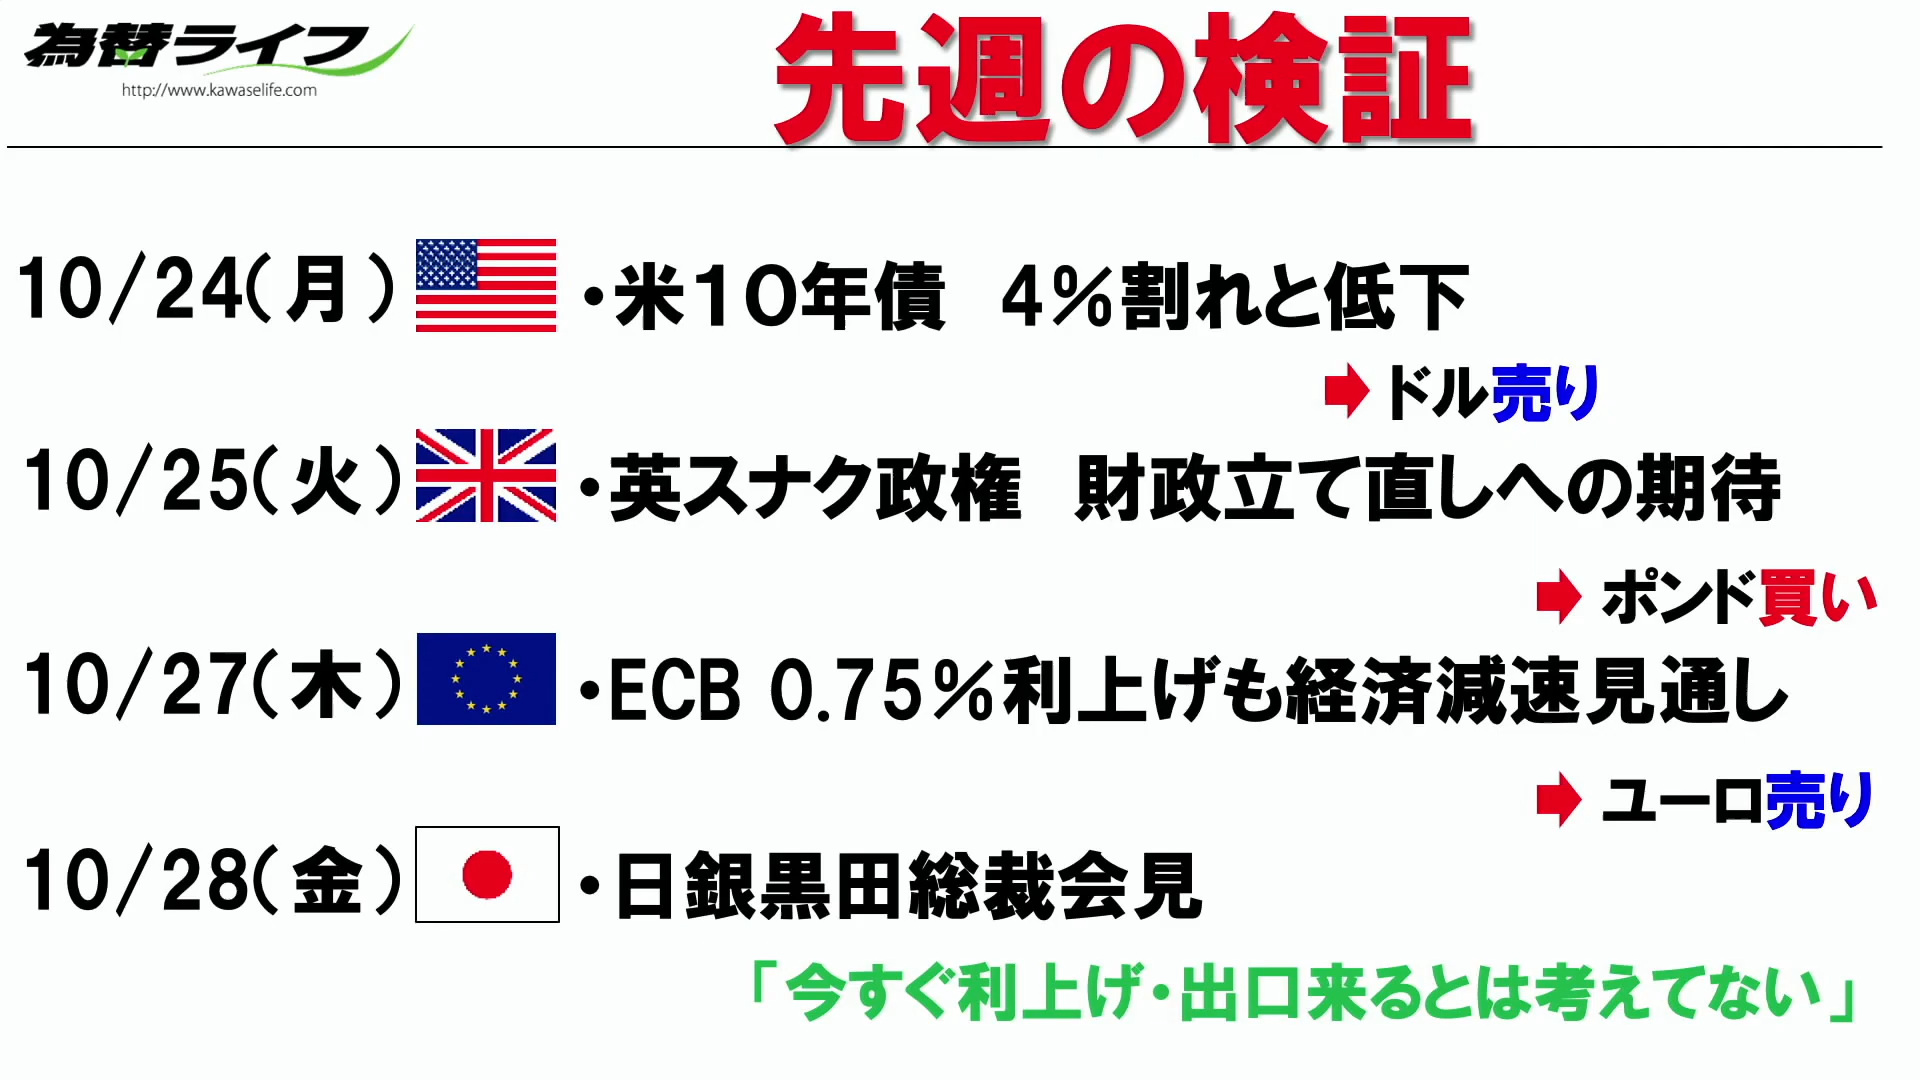 為替ライフ
http://www.kawaselife.com
先週の検証
10/24(月) ・米10年債　4%割れと低下
ドル売り
10/25(火) ・英スナク政権　財政立て直しへの期待
ポンド買い
10/27(木) ・ECB 0.75%利上げも経済減速見通し
ユーロ売り
10/28(金) ・日銀黒田総裁会見
「今すぐ利上げ・出口来るとは考えてない」